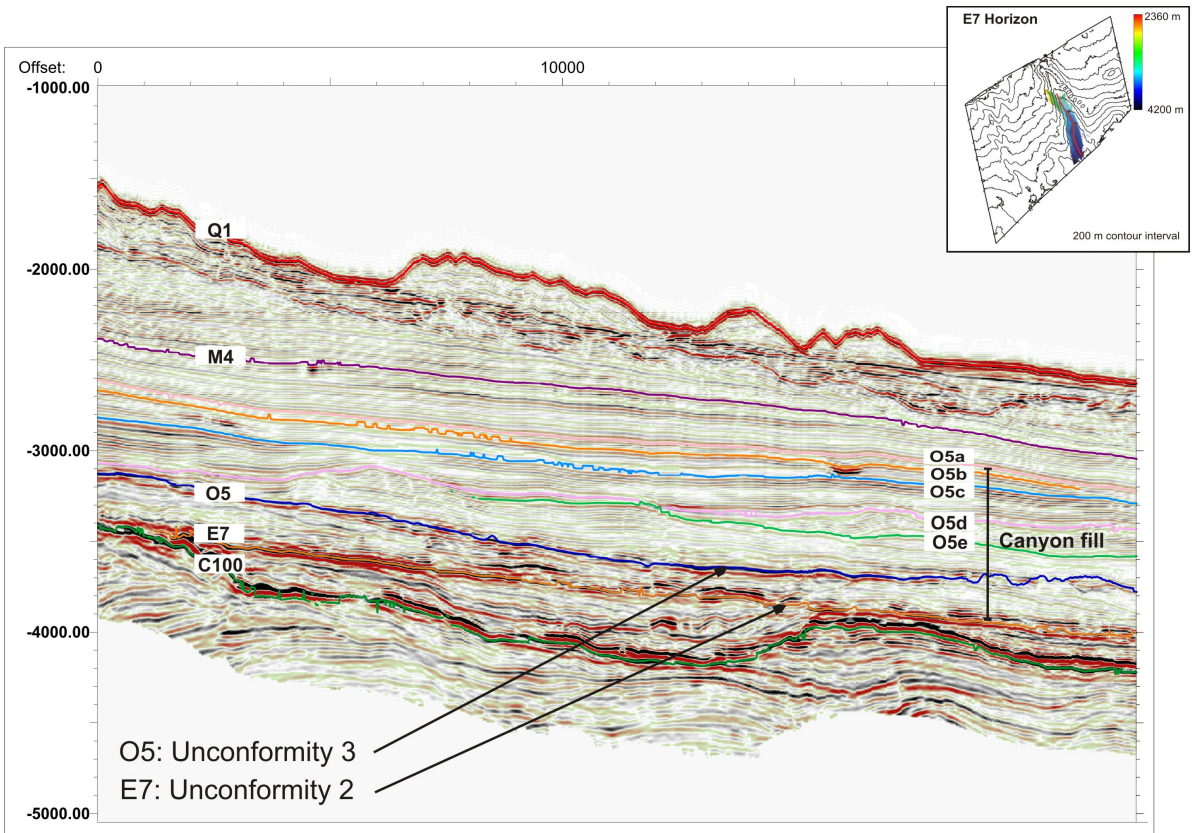 E7 Horizon
2360 m
4200 m
200 m contour interval
Offset:
0
10000
-1000.00
-2000.00
-3000.00
-4000.00
-5000.00
Q1
M4
O5
E7
C100
O5a
O5b
O5c
O5d
O5e
Canyon fill
O5: Unconformity 3
E7: Unconformity 2